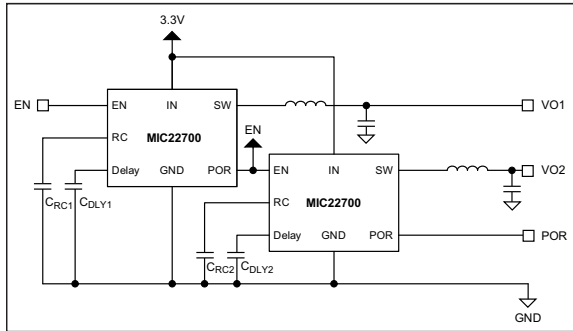 3.3V
EN
EN IN SW
VO1
RC
MIC22700
EN
Delay GND POR
EN IN SW
VO2
CRC1
CDLY1
RC
MIC22700
Delay GND POR
POR
CRC2
CDLY2
GND